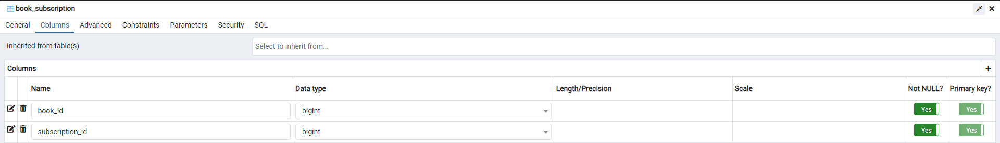 book_subscription
General Columns Advanced Constraints Parameters Security SQL
Inherited from table(s) Select to inherit from...
Columns
Name Data type Length/Precision Scale Not NULL? Primary key?
book_id bigint Yes Yes
subscription_id bigint Yes Yes